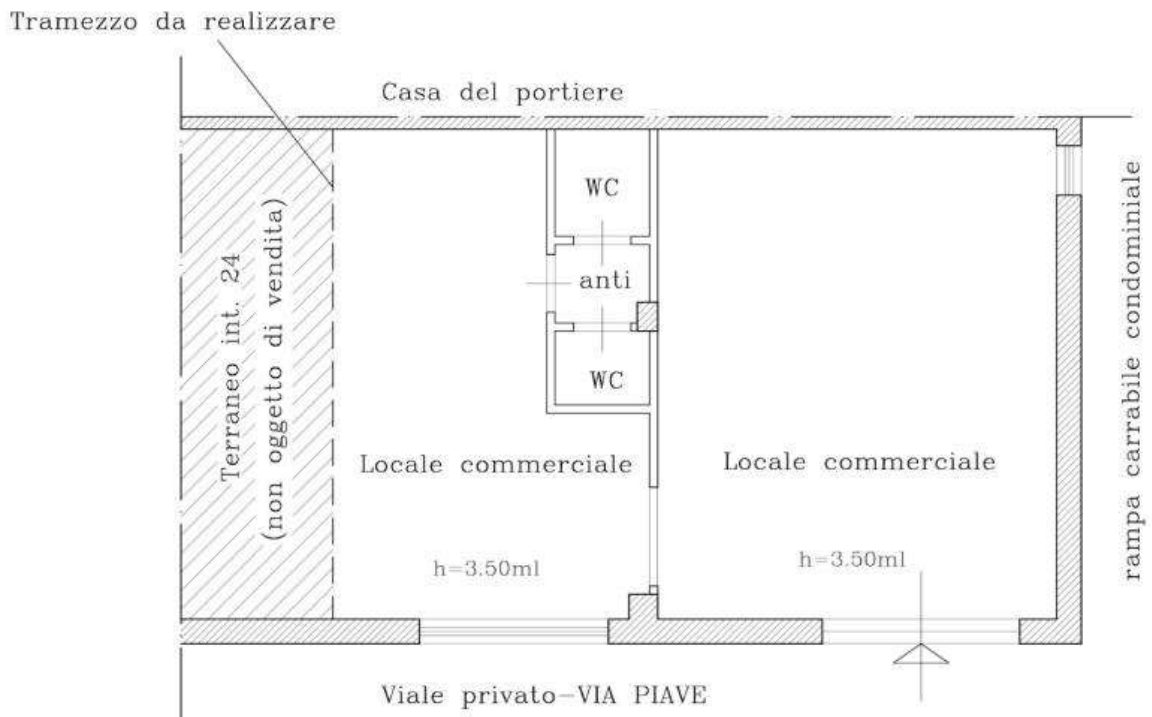 Tramezzo da realizzare
Casa del portiere
WC
anti
WC
Terraneo int. 24
(non oggetto di vendita)
Locale commerciale
Locale commerciale
h=3.50ml
h=3.50ml
rampa carrabile condominiale
Viale privato-VIA PIAVE